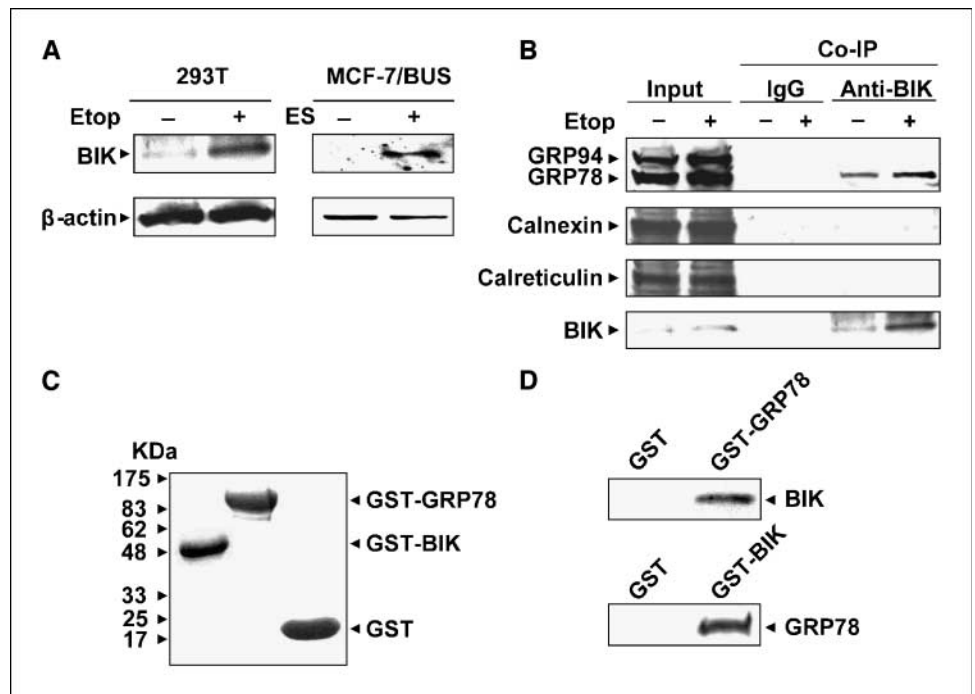 A
293T
MCF-7/BUS
Etop – +
ES – +
BIK
β-actin
B
Co-IP
Input IgG Anti-BIK
Etop – + – + – +
GRP94
GRP78
Calnexin
Calreticulin
BIK
C
KDa
175
83
62
48
33
25
17
GST-GRP78
GST-BIK
GST
D
GST
GST-GRP78
BIK
GST
GST-BIK
GRP78